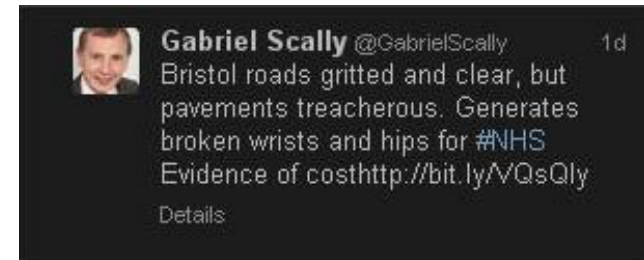 Gabriel Scally @GabrielScally 1d
Bristol roads gritted and clear, but
pavements treacherous. Generates
broken wrists and hips for #NHS
Evidence of costhttp://bit.ly/VQsQly
Details